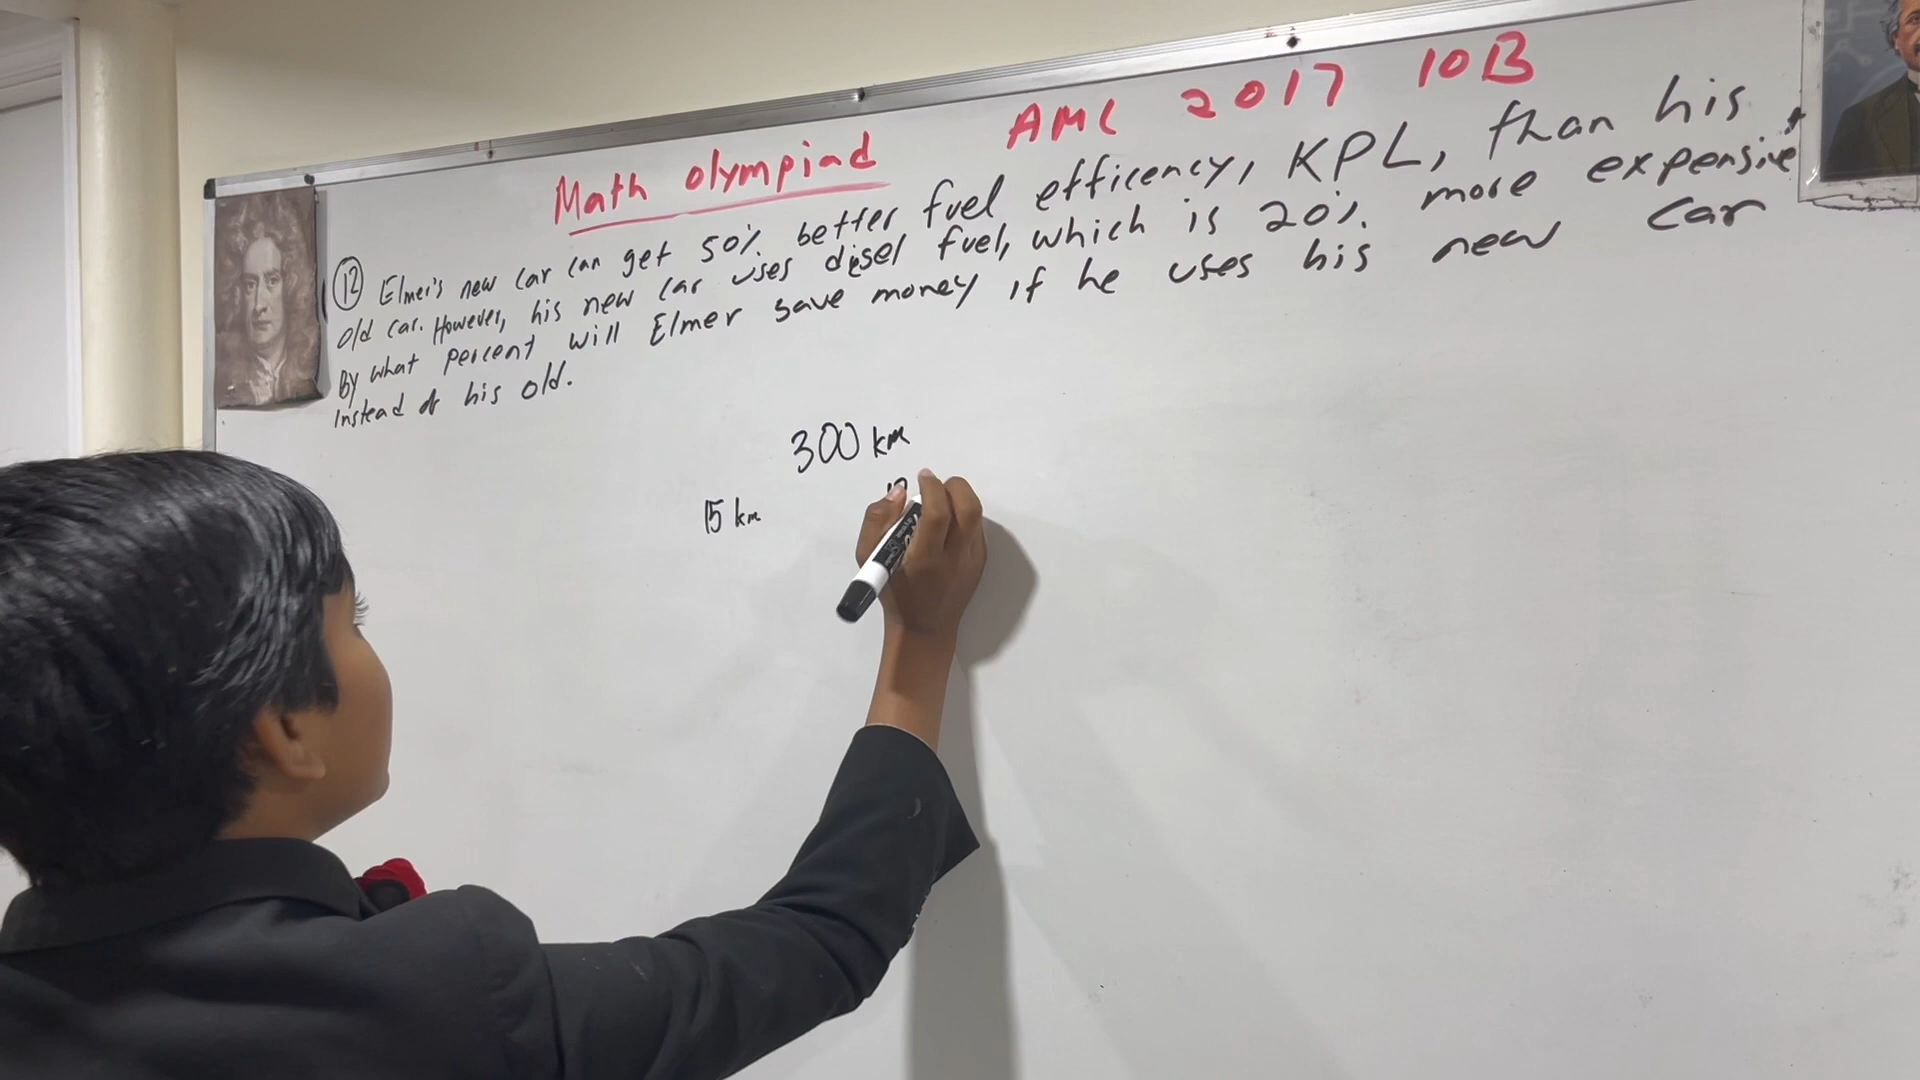 Math olympiad AMC 2017 10B
12 Elmer's new car can get 50% better fuel efficency, KPL, than his
old car. However, his new car uses diesel fuel, which is 20% more expensive
By what percent will Elmer save money if he uses his new car
instead of his old.
300 km
15 km